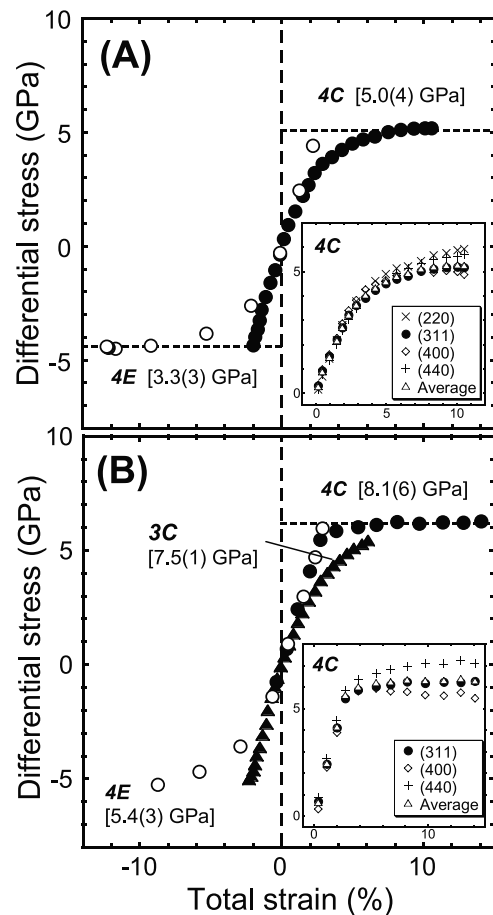 (A)
10
5
0
-5
-10
Differential stress (GPa)
4C [5.0(4) GPa]
4E [3.3(3) GPa]
4C
5
0
0
5
10
(220)
(311)
(400)
(440)
Average
(B)
10
5
0
-5
Differential stress (GPa)
4C [8.1(6) GPa]
3C
[7.5(1) GPa]
4E
[5.4(3) GPa]
4C
5
0
0
5
10
(311)
(400)
(440)
Average
-10
0
10
Total strain (%)